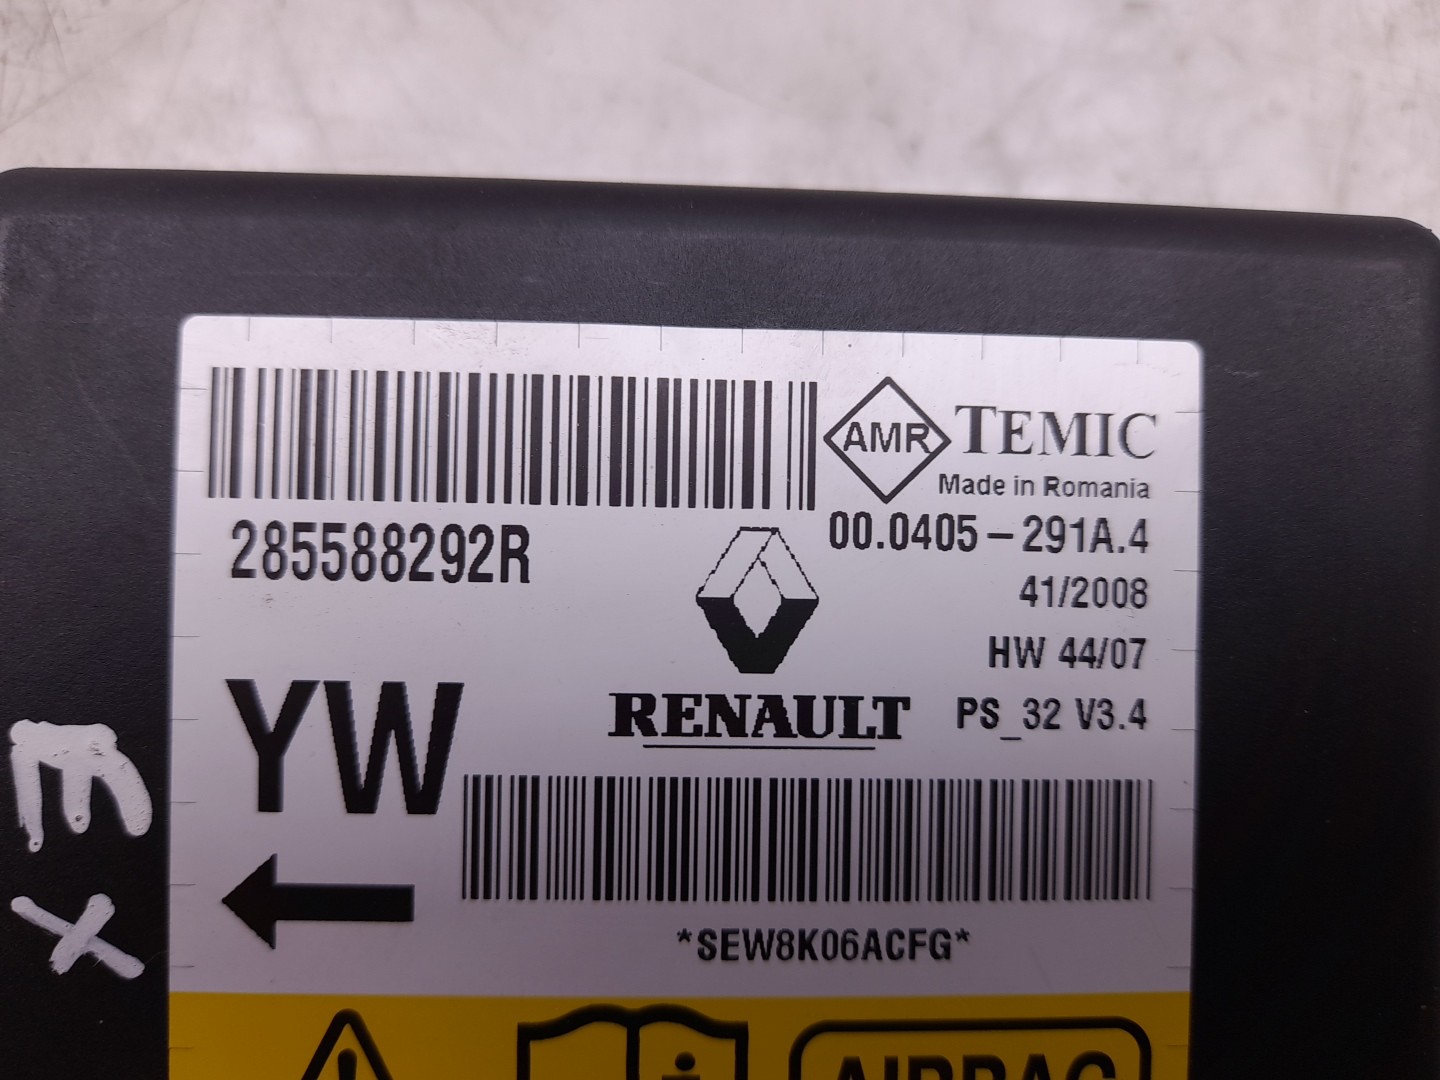 AMR TEMIC
Made in Romania
285588292R
00.0405-291A.4
41/2008
HW 44/07
YW
RENAULT
PS_32 V3.4
*SEW8K06ACFG*
i
AIRBAG